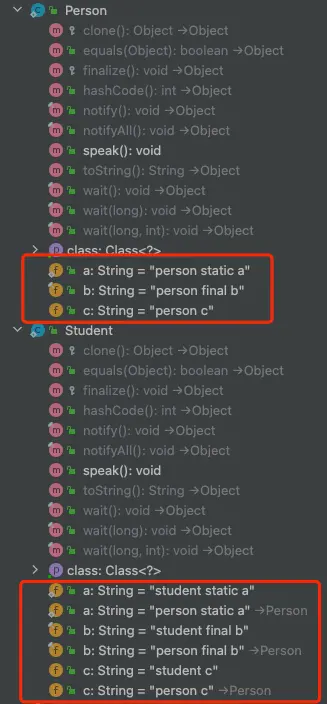 Person
clone(): Object →Object
equals(Object): boolean →Object
finalize(): void →Object
hashCode(): int →Object
notify(): void →Object
notifyAll(): void →Object
speak(): void
toString(): String →Object
wait(): void →Object
wait(long): void →Object
wait(long, int): void →Object
class: Class<?>
a: String = "person static a"
b: String = "person final b"
c: String = "person c"
Student
clone(): Object →Object
equals(Object): boolean →Object
finalize(): void →Object
hashCode(): int →Object
notify(): void →Object
notifyAll(): void →Object
speak(): void
toString(): String →Object
wait(): void →Object
wait(long): void →Object
wait(long, int): void →Object
class: Class<?>
a: String = "student static a"
a: String = "person static a" →Person
b: String = "student final b"
b: String = "person final b" →Person
c: String = "student c"
c: String = "person c" →Person